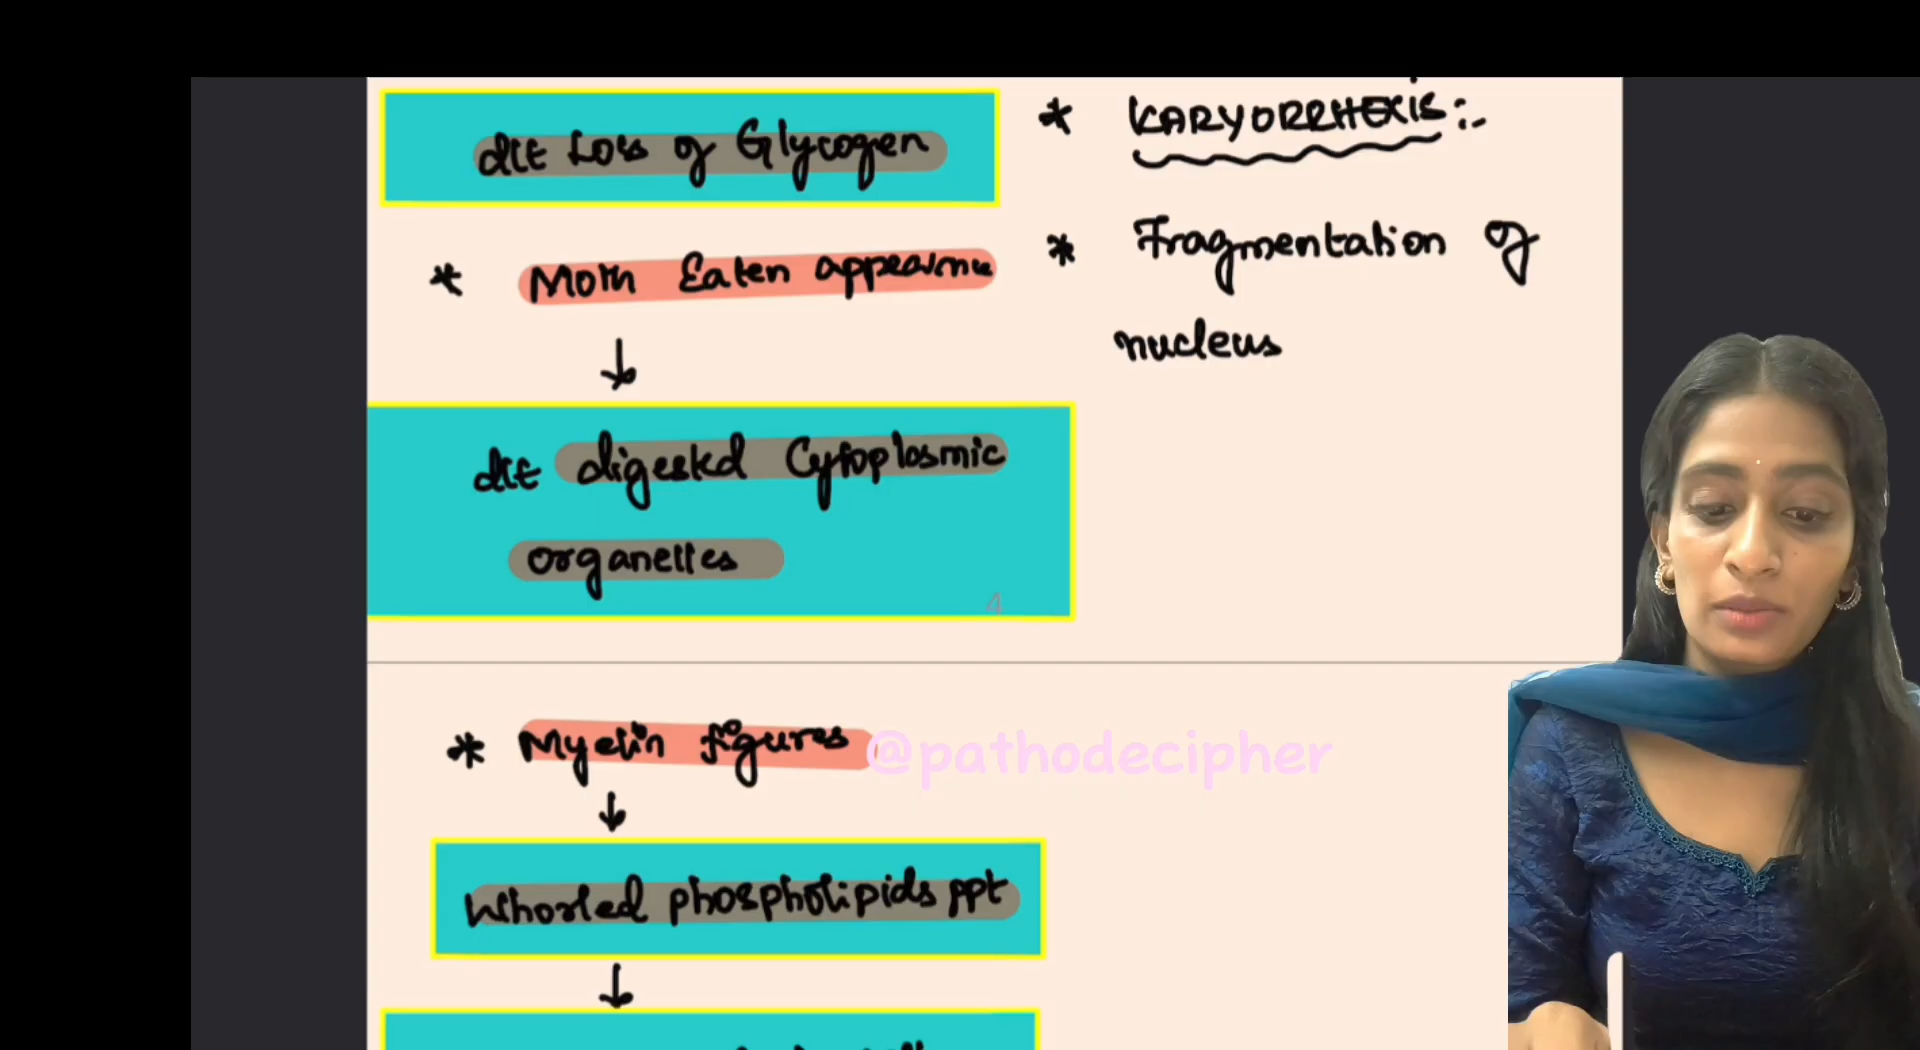 d/t Loss of Glycogen
* Moth Eaten appearance
↓
d/t digested Cytoplasmic
organelles
4
* Myelin figures
↓
Whorled phospholipids ppt
↓
* KARYORRHEXIS:-
* Fragmentation of
nucleus
@pathodecipher